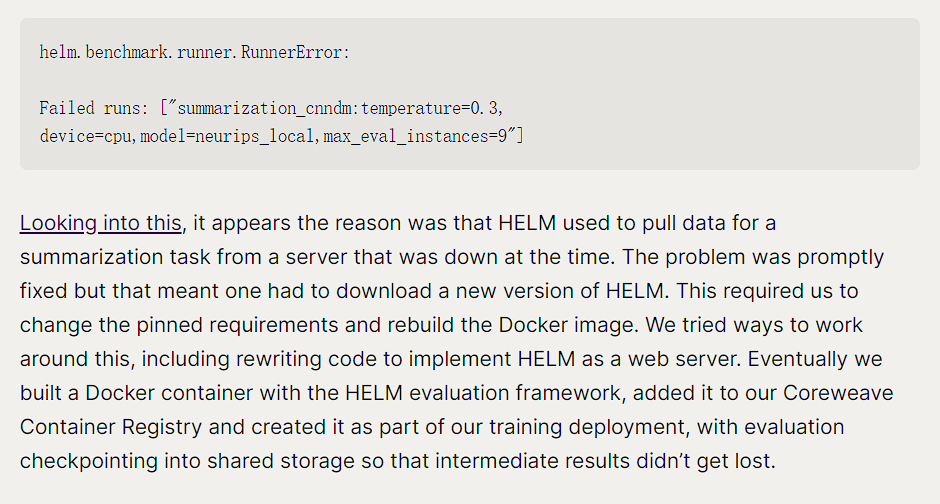 helm.benchmark.runner.RunnerError:
Failed runs: ["summarization_cnndm:temperature=0.3,
device=cpu,model=neurips_local,max_eval_instances=9"]
Looking into this, it appears the reason was that HELM used to pull data for a
summarization task from a server that was down at the time. The problem was promptly
fixed but that meant one had to download a new version of HELM. This required us to
change the pinned requirements and rebuild the Docker image. We tried ways to work
around this, including rewriting code to implement HELM as a web server. Eventually we
built a Docker container with the HELM evaluation framework, added it to our Coreweave
Container Registry and created it as part of our training deployment, with evaluation
checkpointing into shared storage so that intermediate results didn’t get lost.